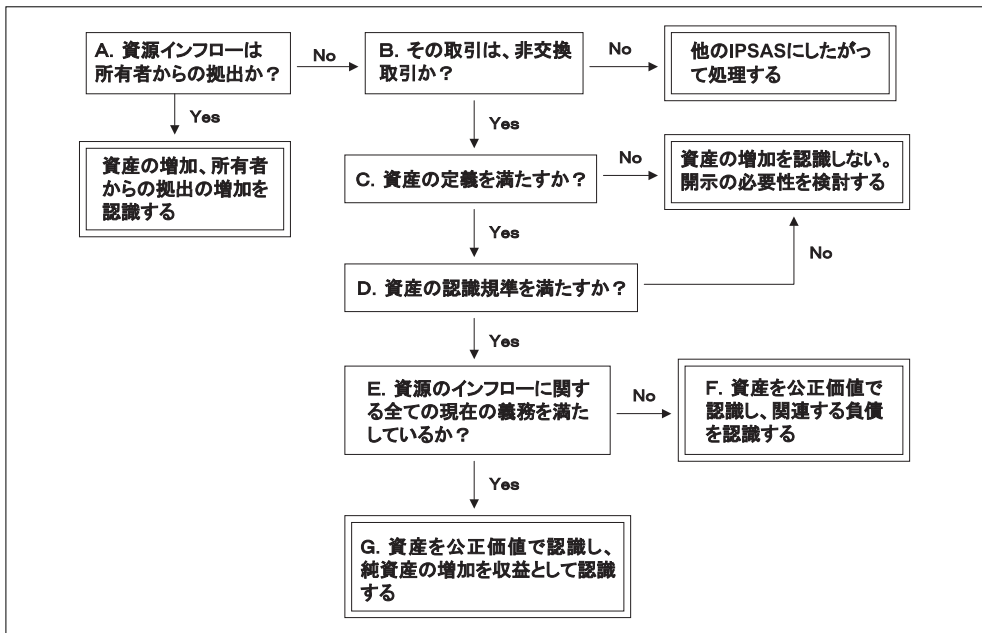 A. 資源インフローは
所有者からの拠出か？
No
B. その取引は、非交換
取引か？
No
他のIPSASにしたがっ
て処理する
Yes
Yes
資産の増加、所有者
からの拠出の増加を
認識する
C. 資産の定義を満たすか？
No
資産の増加を認識しない。
開示の必要性を検討する
Yes
No
D. 資産の認識規準を満たすか？
Yes
E. 資源のインフローに関す
る全ての現在の義務を満た
しているか？
No
F. 資産を公正価値で
認識し、関連する負債
を認識する
Yes
G. 資産を公正価値で認識し、
純資産の増加を収益として認識
する